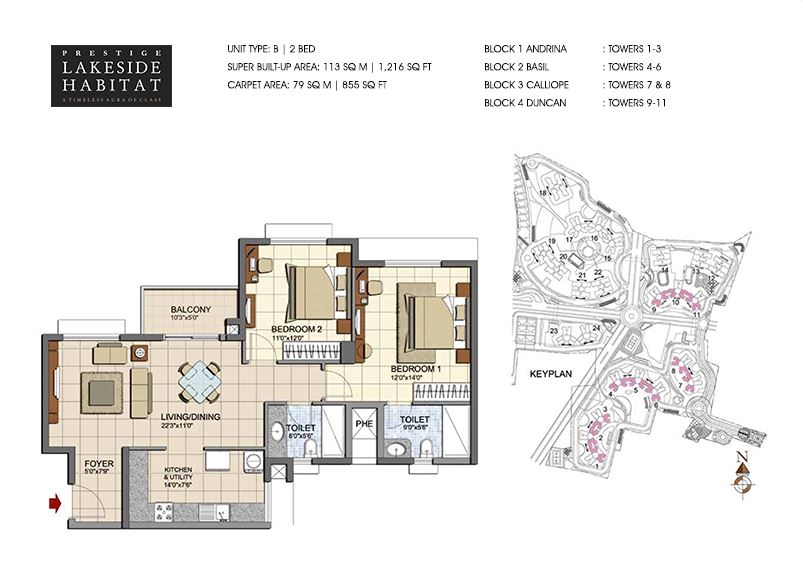 PRESTIGE
LAKESIDE
HABITAT
A TIMELESS AURA OF CLASS
UNIT TYPE: B | 2 BED
SUPER BUILT-UP AREA: 113 SQ M | 1,216 SQ FT
CARPET AREA: 79 SQ M | 855 SQ FT
BLOCK 1 ANDRINA : TOWERS 1-3
BLOCK 2 BASIL : TOWERS 4-6
BLOCK 3 CALLIOPE : TOWERS 7 & 8
BLOCK 4 DUNCAN : TOWERS 9-11
BALCONY
10'3"x5'0"
BEDROOM 2
11'0"x12'0"
BEDROOM 1
12'0"x14'0"
LIVING/DINING
22'3"x11'0"
TOILET
8'0"x5'6"
PHE
TOILET
9'0"x5'6"
FOYER
5'0"x7'9"
KITCHEN
& UTILITY
14'0"x7'6"
KEYPLAN
18
19
17
16
15
20
21
22
14
13
12
9
10
11
23
24
8
7
4
5
6
3
2
1
N